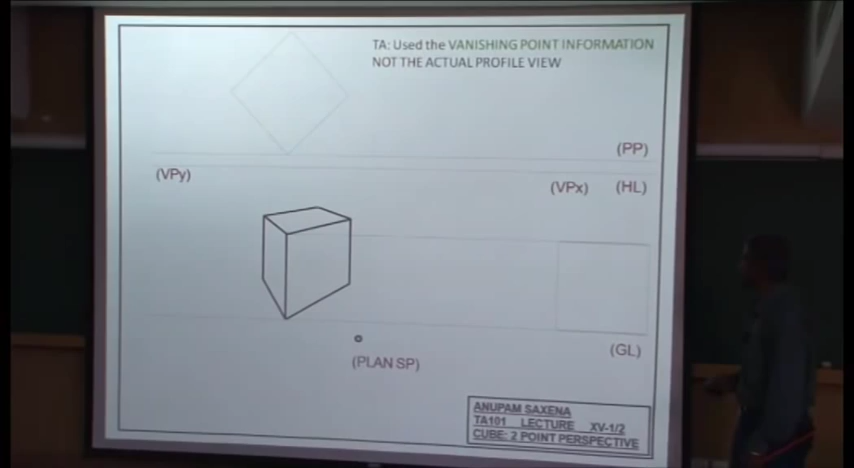 TA: Used the VANISHING POINT INFORMATION
NOT THE ACTUAL PROFILE VIEW
(PP)
(VPy)
(VPx) (HL)
(GL)
(PLAN SP)
ANUPAM SAXENA
TA101 LECTURE XV-1/2
CUBE: 2 POINT PERSPECTIVE